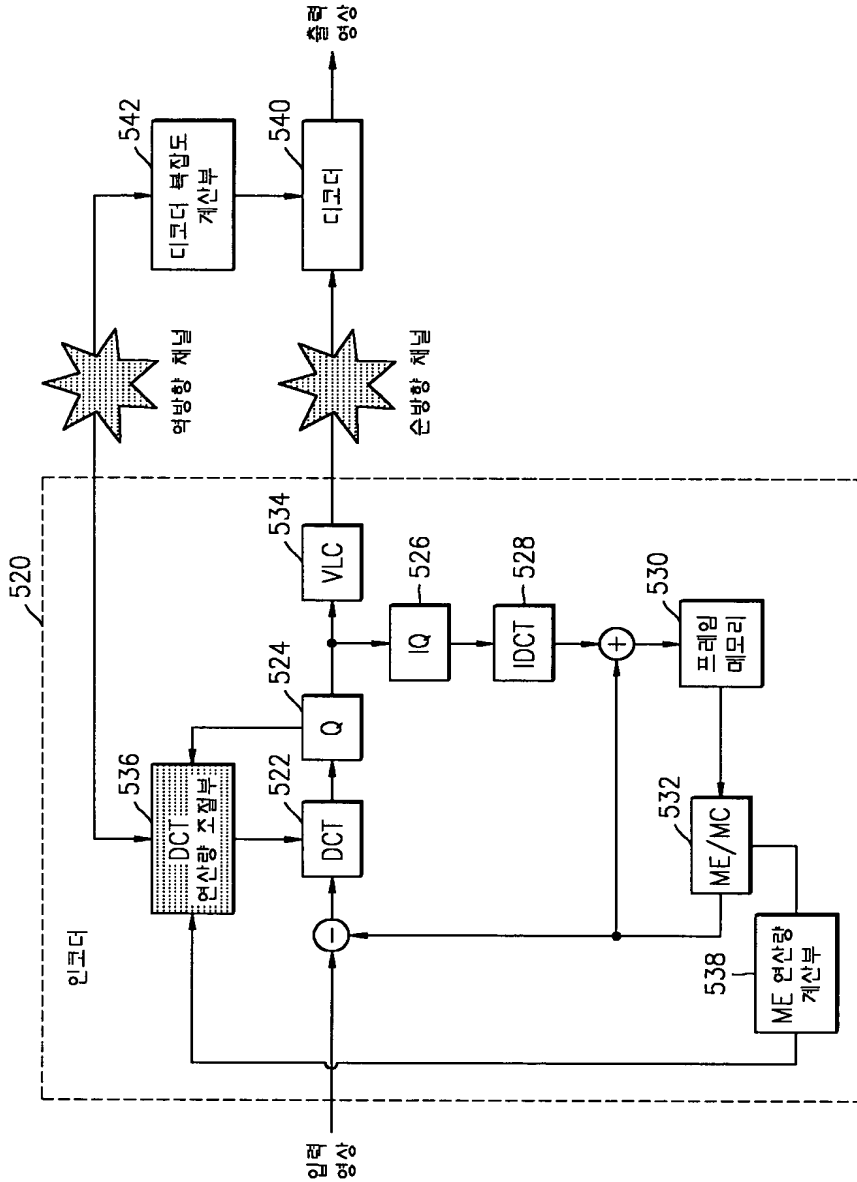 520
인코더
입력
영상
536
DCT
연산량 조절부
522
DCT
524
Q
534
VLC
526
IQ
528
IDCT
530
프레임
메모리
532
ME/MC
538
ME 연산량
계산부
역방향 채널
순방향 채널
542
디코더 복잡도
계산부
540
디코더
출력
영상
-
+